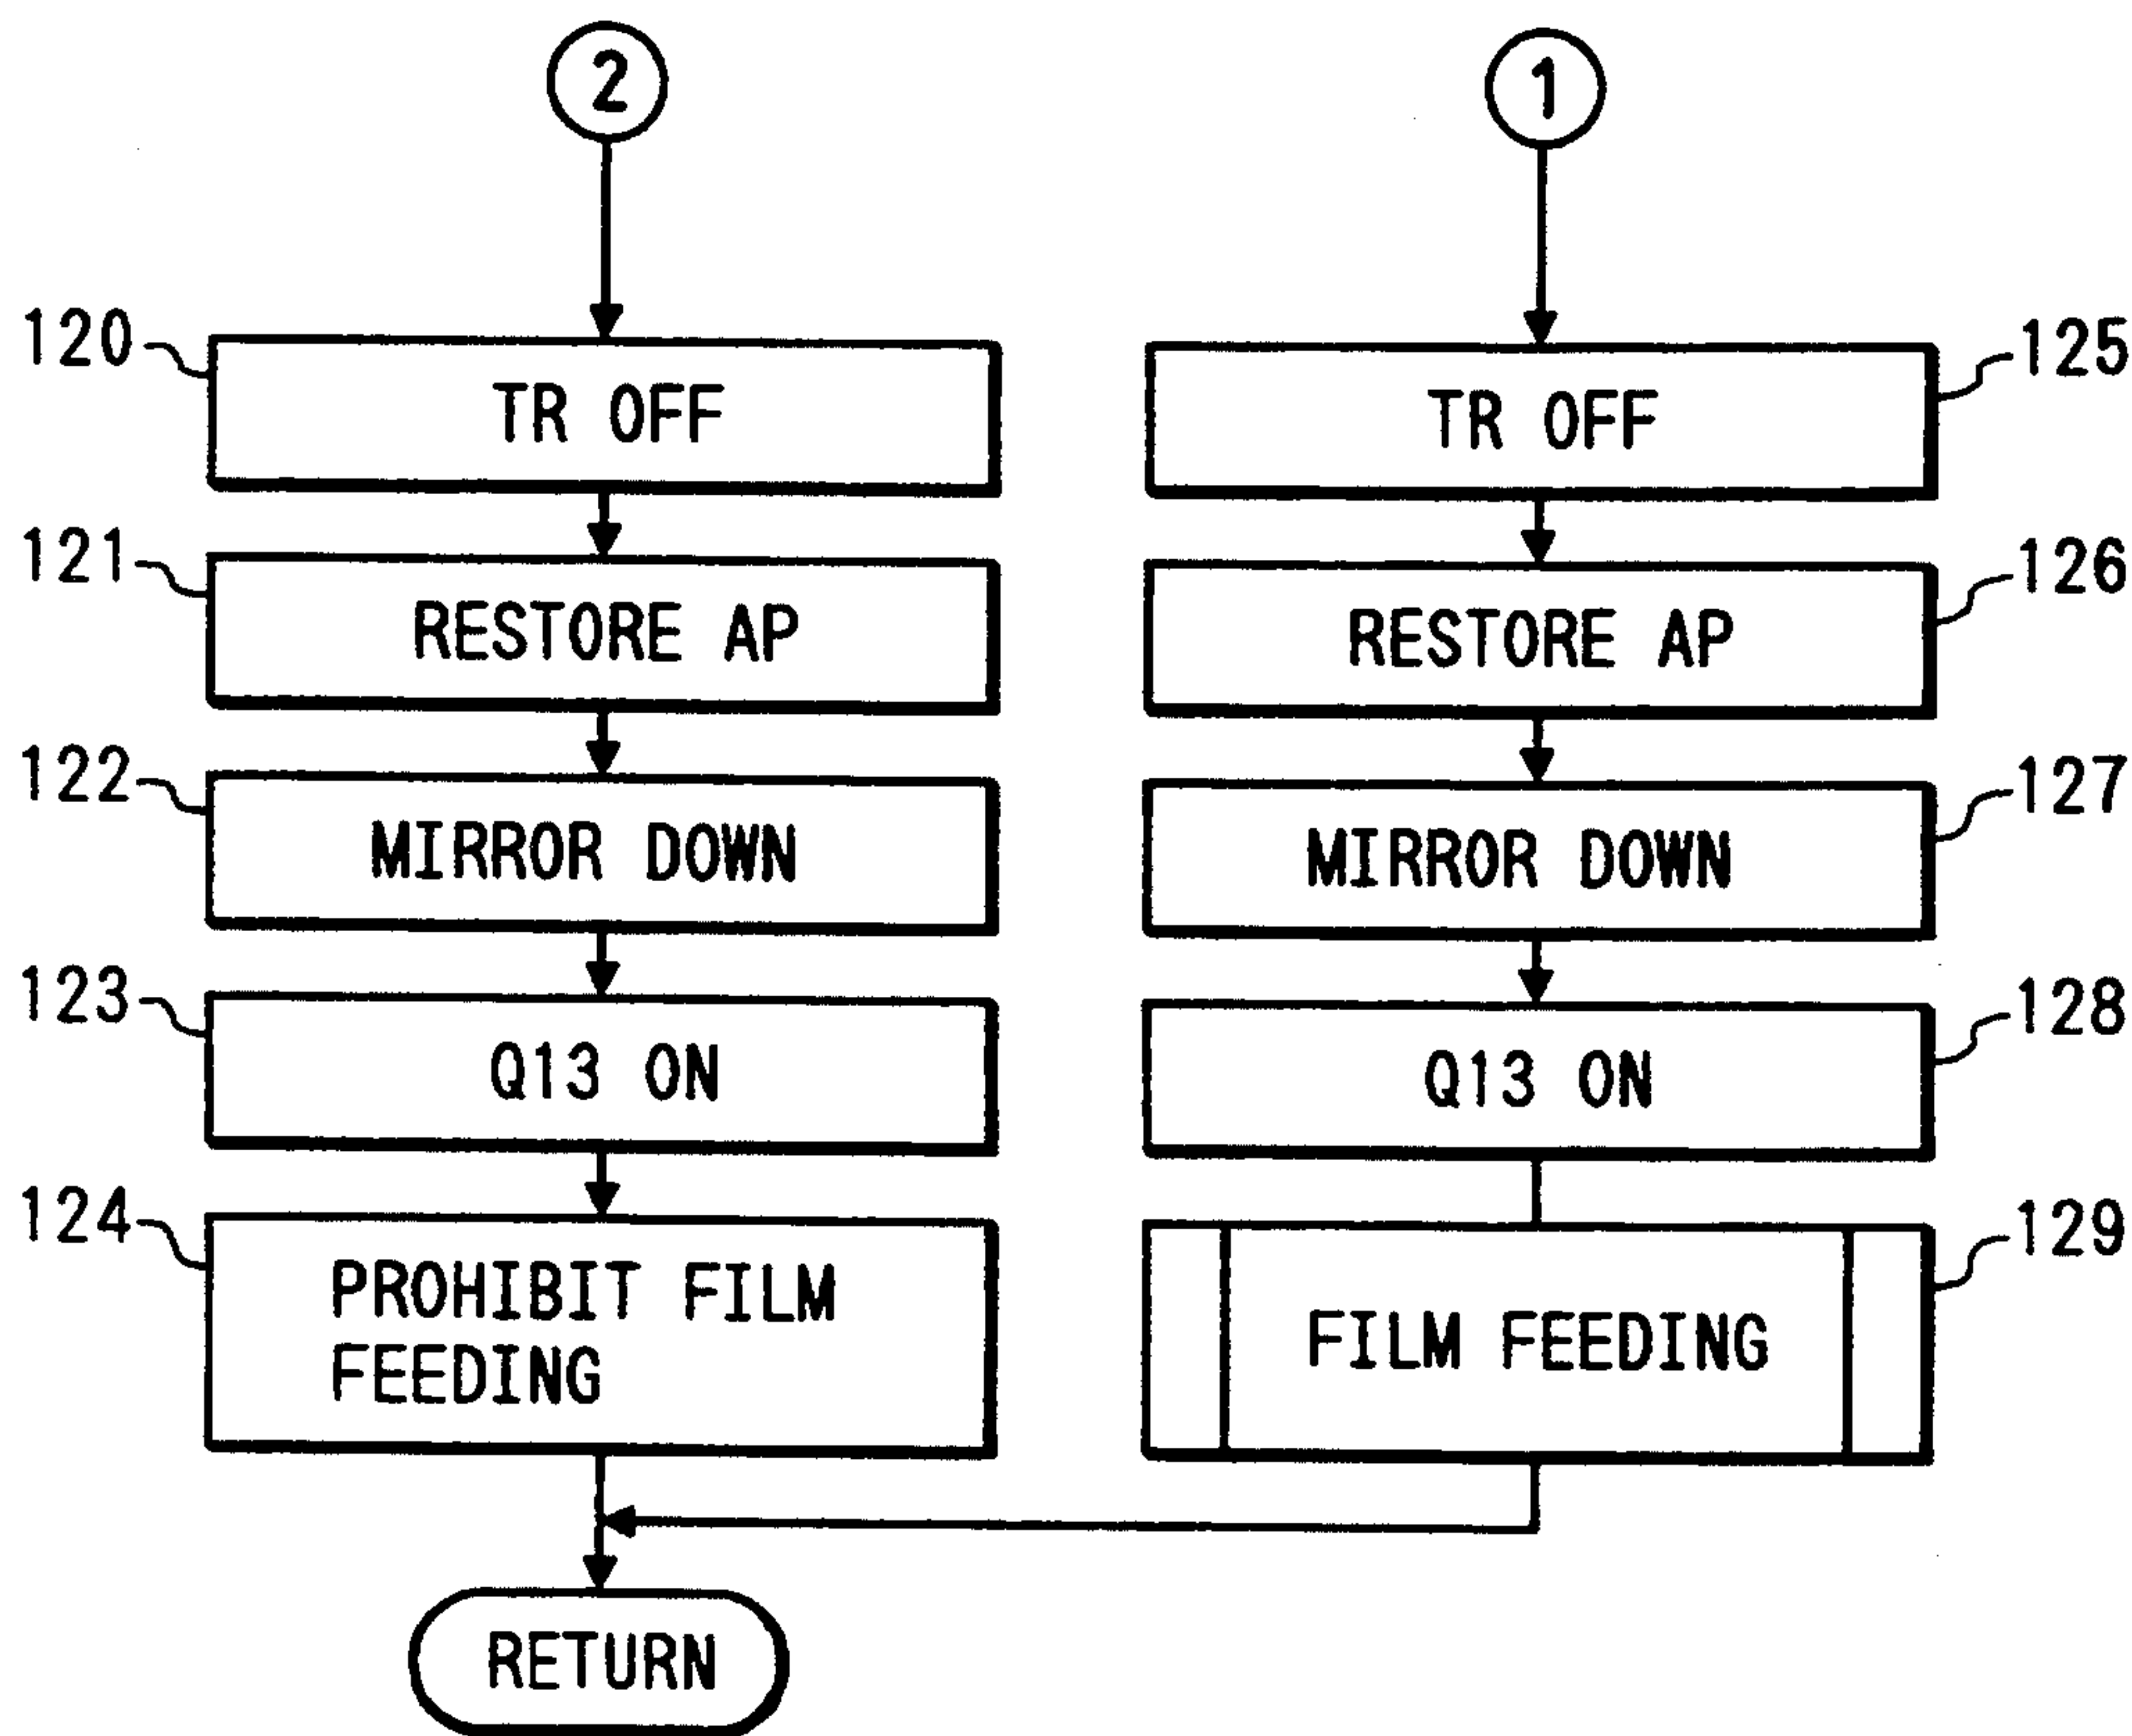 2
1
120
TR OFF
121
RESTORE AP
122
MIRROR DOWN
123
Q13 ON
124
PROHIBIT FILM
FEEDING
RETURN
125
TR OFF
126
RESTORE AP
127
MIRROR DOWN
128
Q13 ON
129
FILM FEEDING